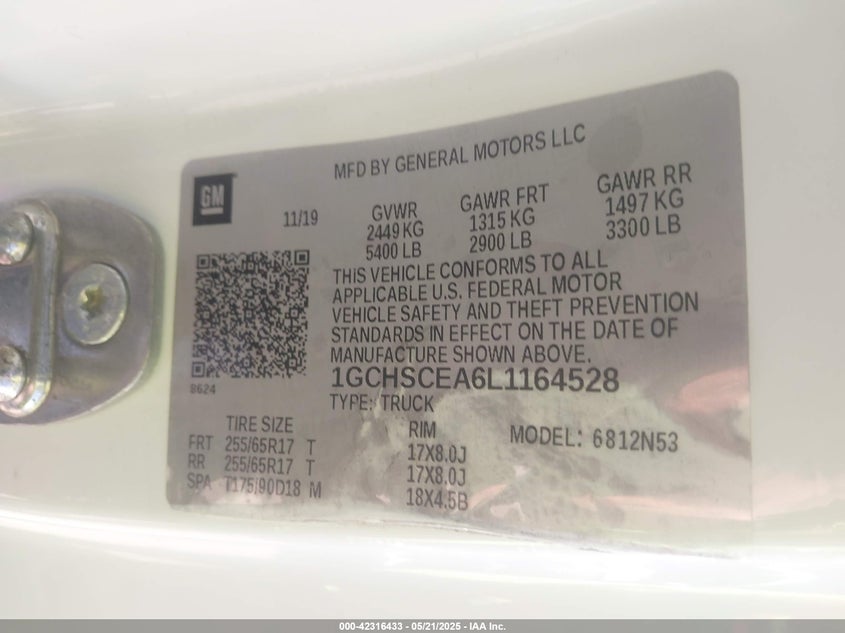 MFD BY GENERAL MOTORS LLC
GM
11/19
GVWR
2449 KG
5400 LB
GAWR FRT
1315 KG
2900 LB
GAWR RR
1497 KG
3300 LB
THIS VEHICLE CONFORMS TO ALL
APPLICABLE U.S. FEDERAL MOTOR
VEHICLE SAFETY AND THEFT PREVENTION
STANDARDS IN EFFECT ON THE DATE OF
MANUFACTURE SHOWN ABOVE.
8624
1GCHSCEA6L1164528
TYPE: TRUCK
TIRE SIZE RIM MODEL: 6812N53
FRT 255/65R17 T 17X8.0J
RR 255/65R17 T 17X8.0J
SPA T175/90D18 M 18X4.5B
000-42316433 - 05/21/2025 - IAA Inc.